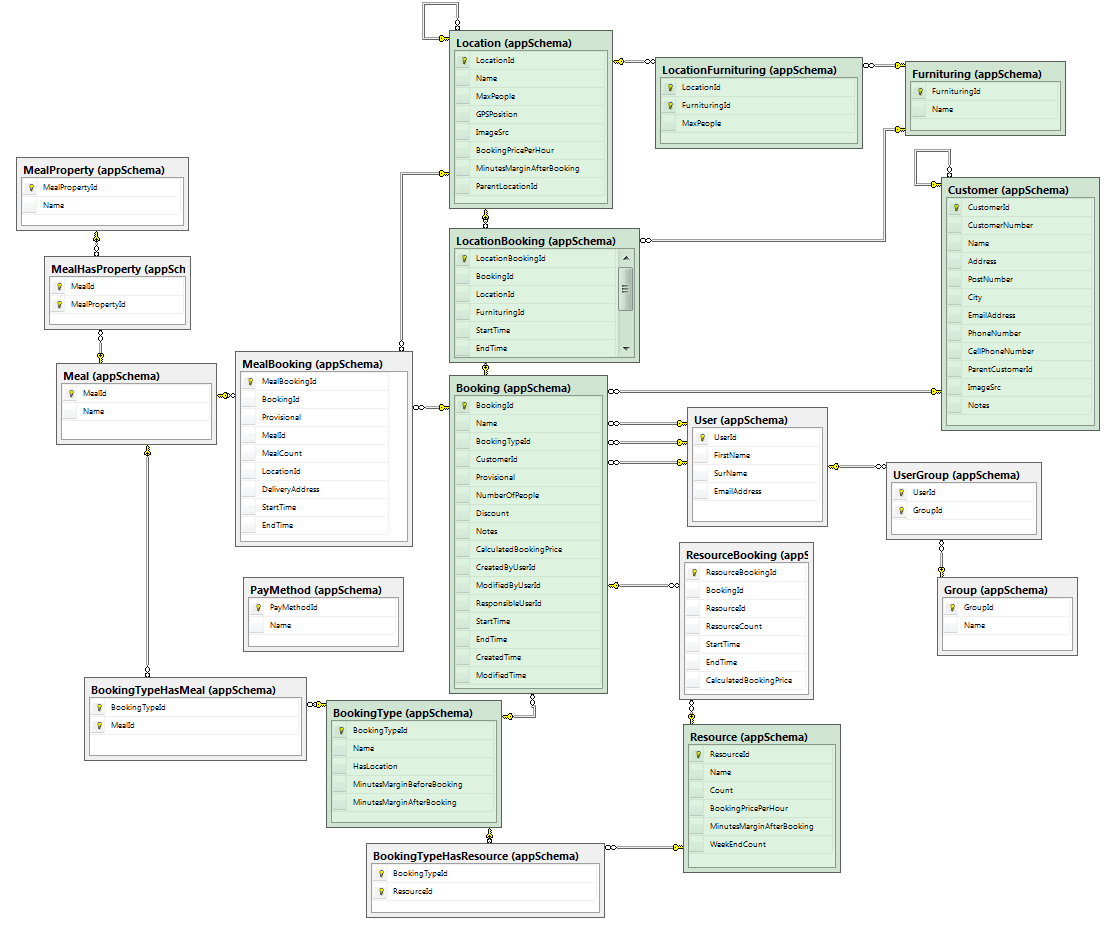 Location (appSchema)
LocationId
Name
MaxPeople
GPSPosition
ImageSrc
BookingPricePerHour
MinutesMarginAfterBooking
ParentLocationId
LocationFurnituring (appSchema)
LocationId
FurnituringId
MaxPeople
Furnituring (appSchema)
FurnituringId
Name
MealProperty (appSchema)
MealPropertyId
Name
Customer (appSchema)
CustomerId
CustomerNumber
Name
Address
PostNumber
City
EmailAddress
PhoneNumber
CellPhoneNumber
ParentCustomerId
ImageSrc
Notes
LocationBooking (appSchema)
LocationBookingId
BookingId
LocationId
FurnituringId
StartTime
EndTime
MealHasProperty (appSch
MealId
MealPropertyId
Meal (appSchema)
MealId
Name
MealBooking (appSchema)
MealBookingId
BookingId
Provisional
MealId
MealCount
LocationId
DeliveryAddress
StartTime
EndTime
Booking (appSchema)
BookingId
Name
BookingTypeId
CustomerId
Provisional
NumberOfPeople
Discount
Notes
CalculatedBookingPrice
CreatedByUserId
ModifiedByUserId
ResponsibleUserId
StartTime
EndTime
CreatedTime
ModifiedTime
User (appSchema)
UserId
FirstName
SurName
EmailAddress
UserGroup (appSchema)
UserId
GroupId
ResourceBooking (appS
ResourceBookingId
BookingId
ResourceId
ResourceCount
StartTime
EndTime
CalculatedBookingPrice
PayMethod (appSchema)
PayMethodId
Name
Group (appSchema)
GroupId
Name
BookingTypeHasMeal (appSchema)
BookingTypeId
MealId
BookingType (appSchema)
BookingTypeId
Name
HasLocation
MinutesMarginBeforeBooking
MinutesMarginAfterBooking
Resource (appSchema)
ResourceId
Name
Count
BookingPricePerHour
MinutesMarginAfterBooking
WeekEndCount
BookingTypeHasResource (appSchema)
BookingTypeId
ResourceId